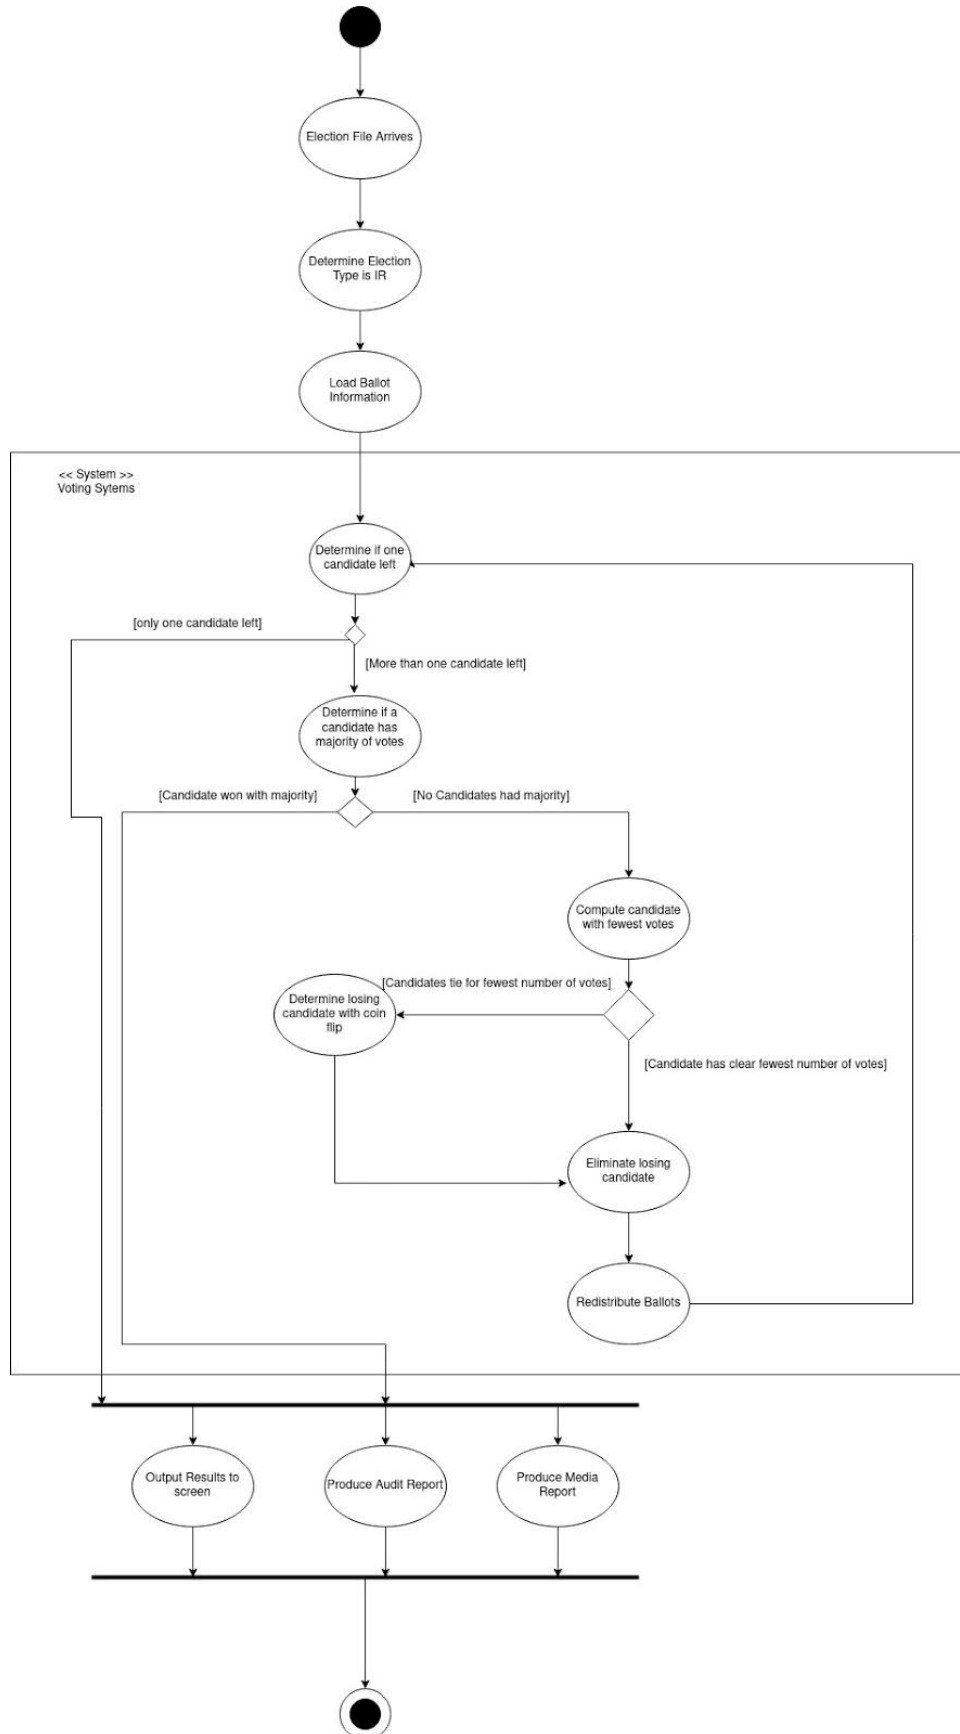 Election File Arrives
Determine Election
Type is IR
Load Ballot
Information
<< System >>
Voting Sytems
Determine if one
candidate left
[only one candidate left]
[More than one candidate left]
Determine if a
candidate has
majority of votes
[Candidate won with majority]
[No Candidates had majority]
Compute candidate
with fewest votes
[Candidates tie for fewest number of votes]
Determine losing
candidate with coin
flip
[Candidate has clear fewest number of votes]
Eliminate losing
candidate
Redistribute Ballots
Output Results to
screen
Produce Audit Report
Produce Media
Report